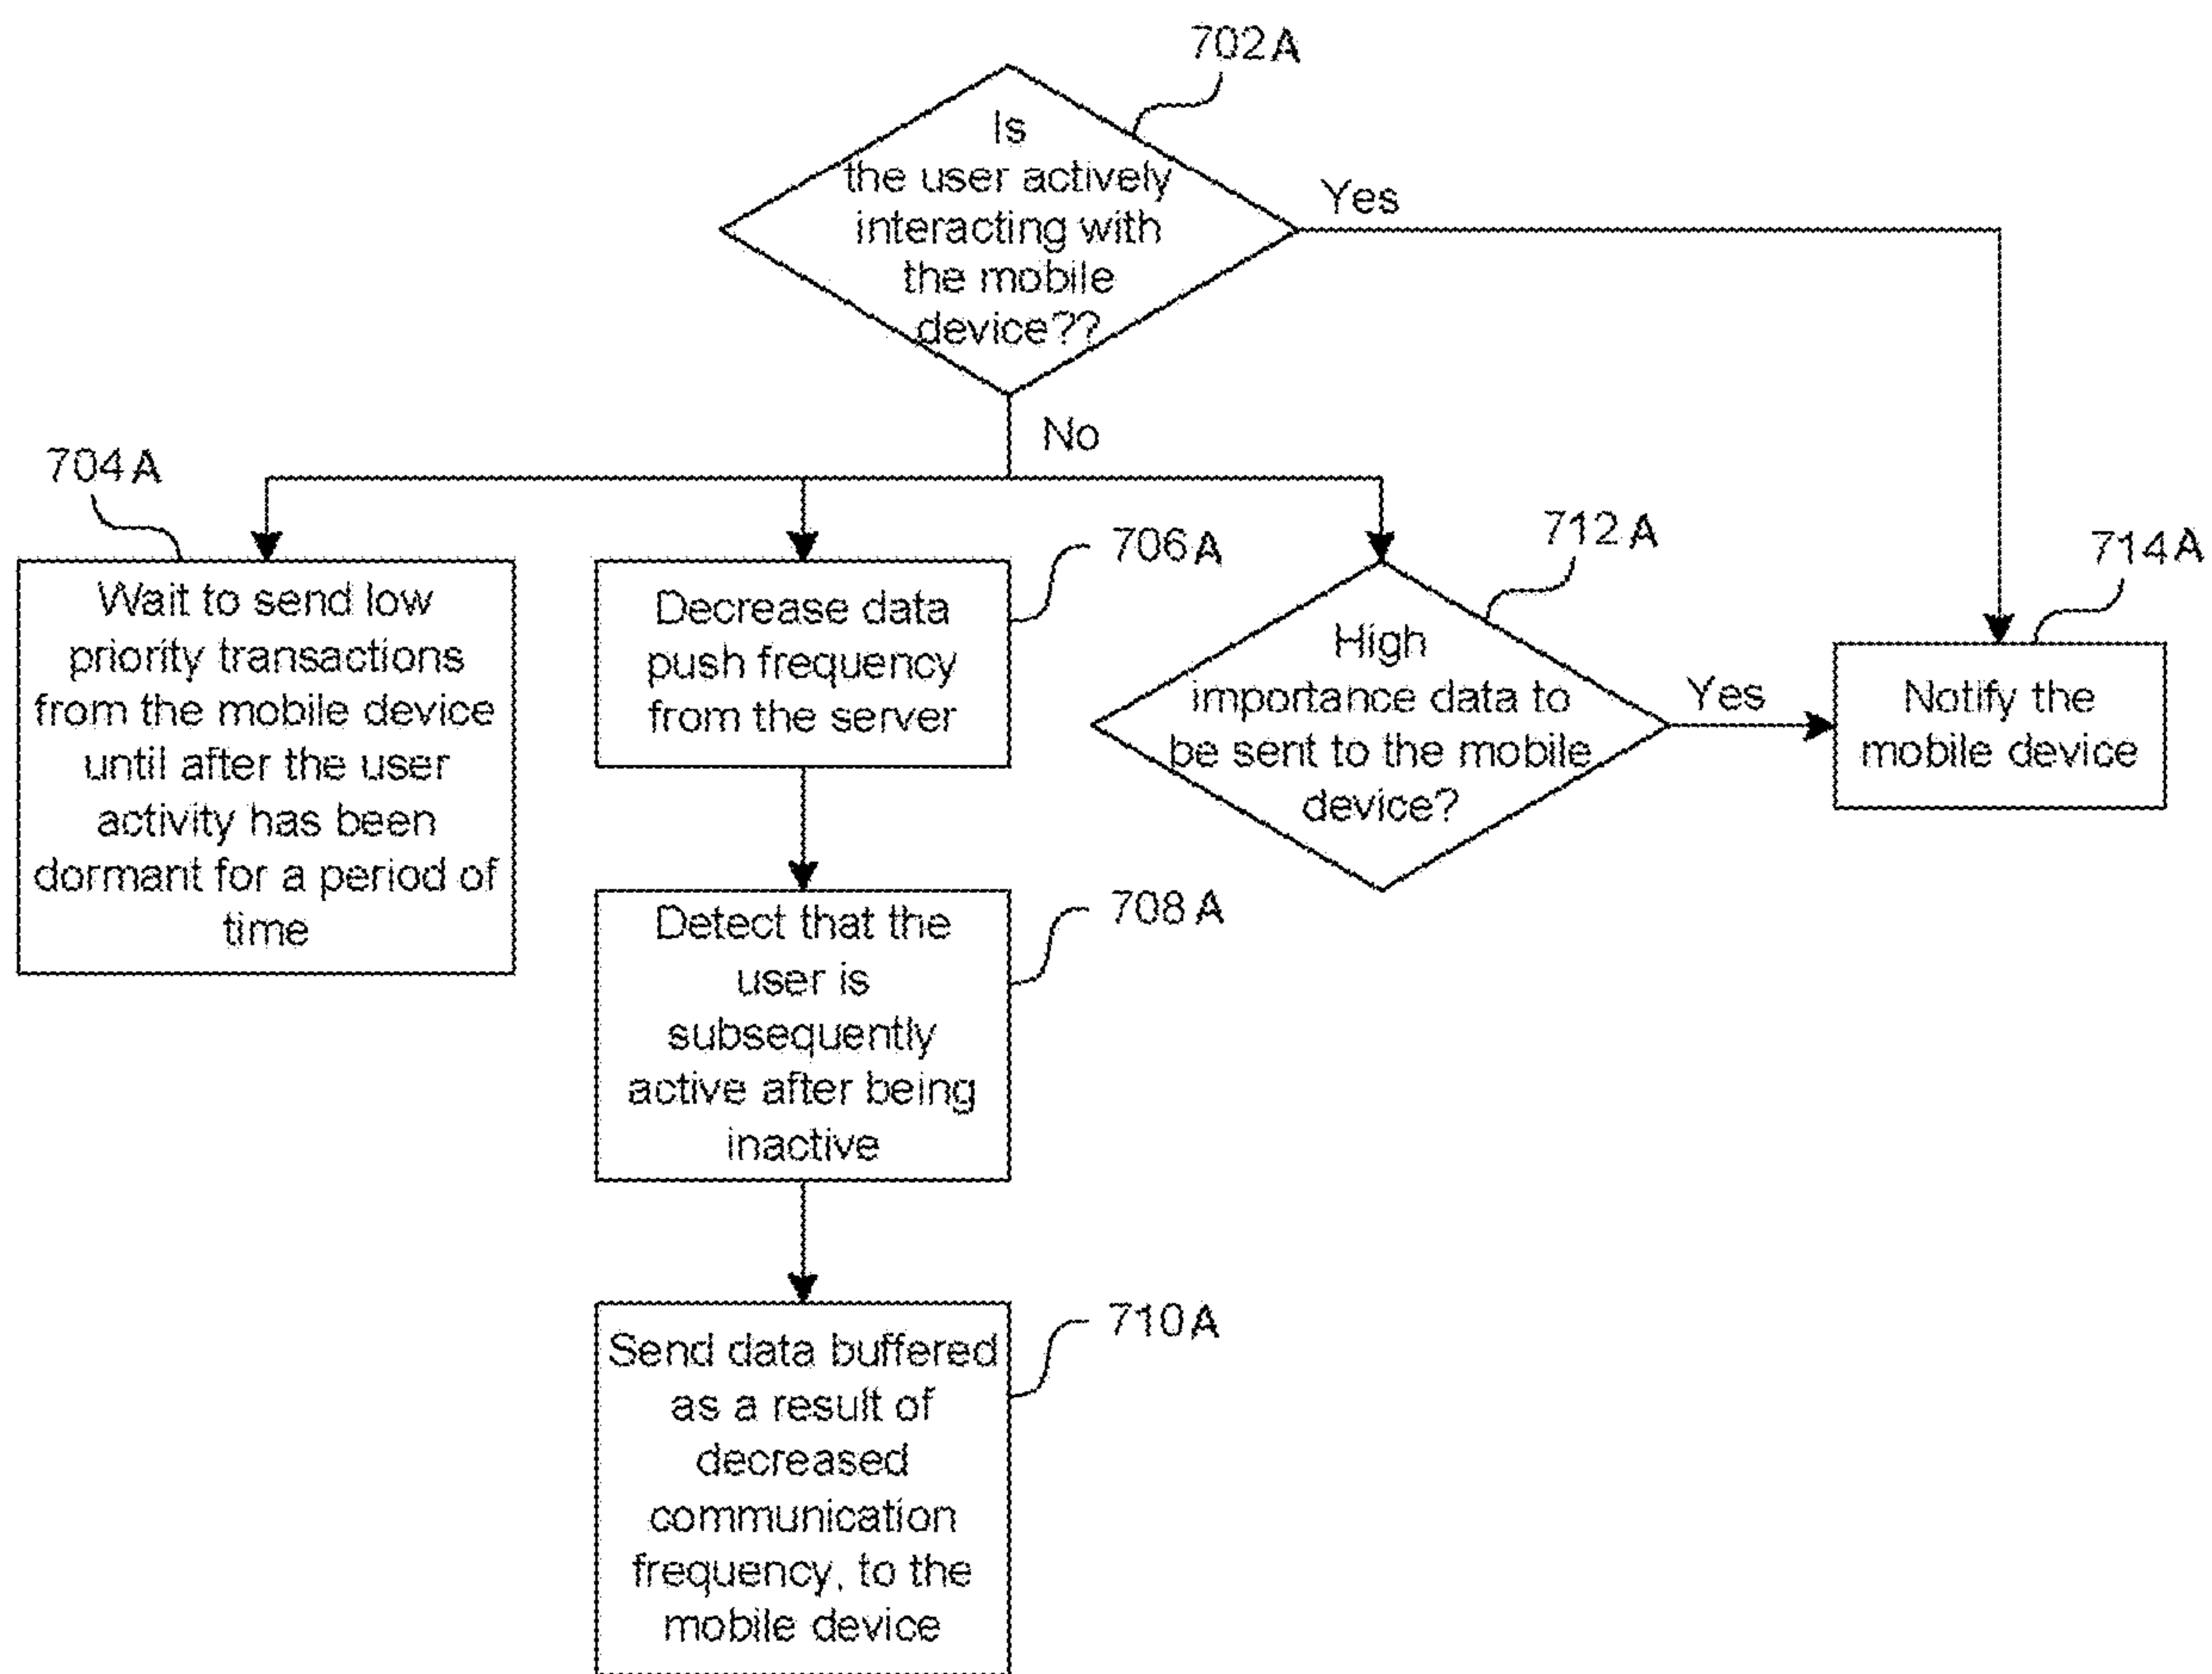 702A
Is
the user actively
interacting with
the mobile
device??
Yes
No
704A
Wait to send low
priority transactions
from the mobile device
until after the user
activity has been
dormant for a period of
time
706A
Decrease data
push frequency
from the server
712A
High
importance data to
be sent to the mobile
device?
Yes
714A
Notify the
mobile device
708A
Detect that the
user is
subsequently
active after being
inactive
710A
Send data buffered
as a result of
decreased
communication
frequency, to the
mobile device